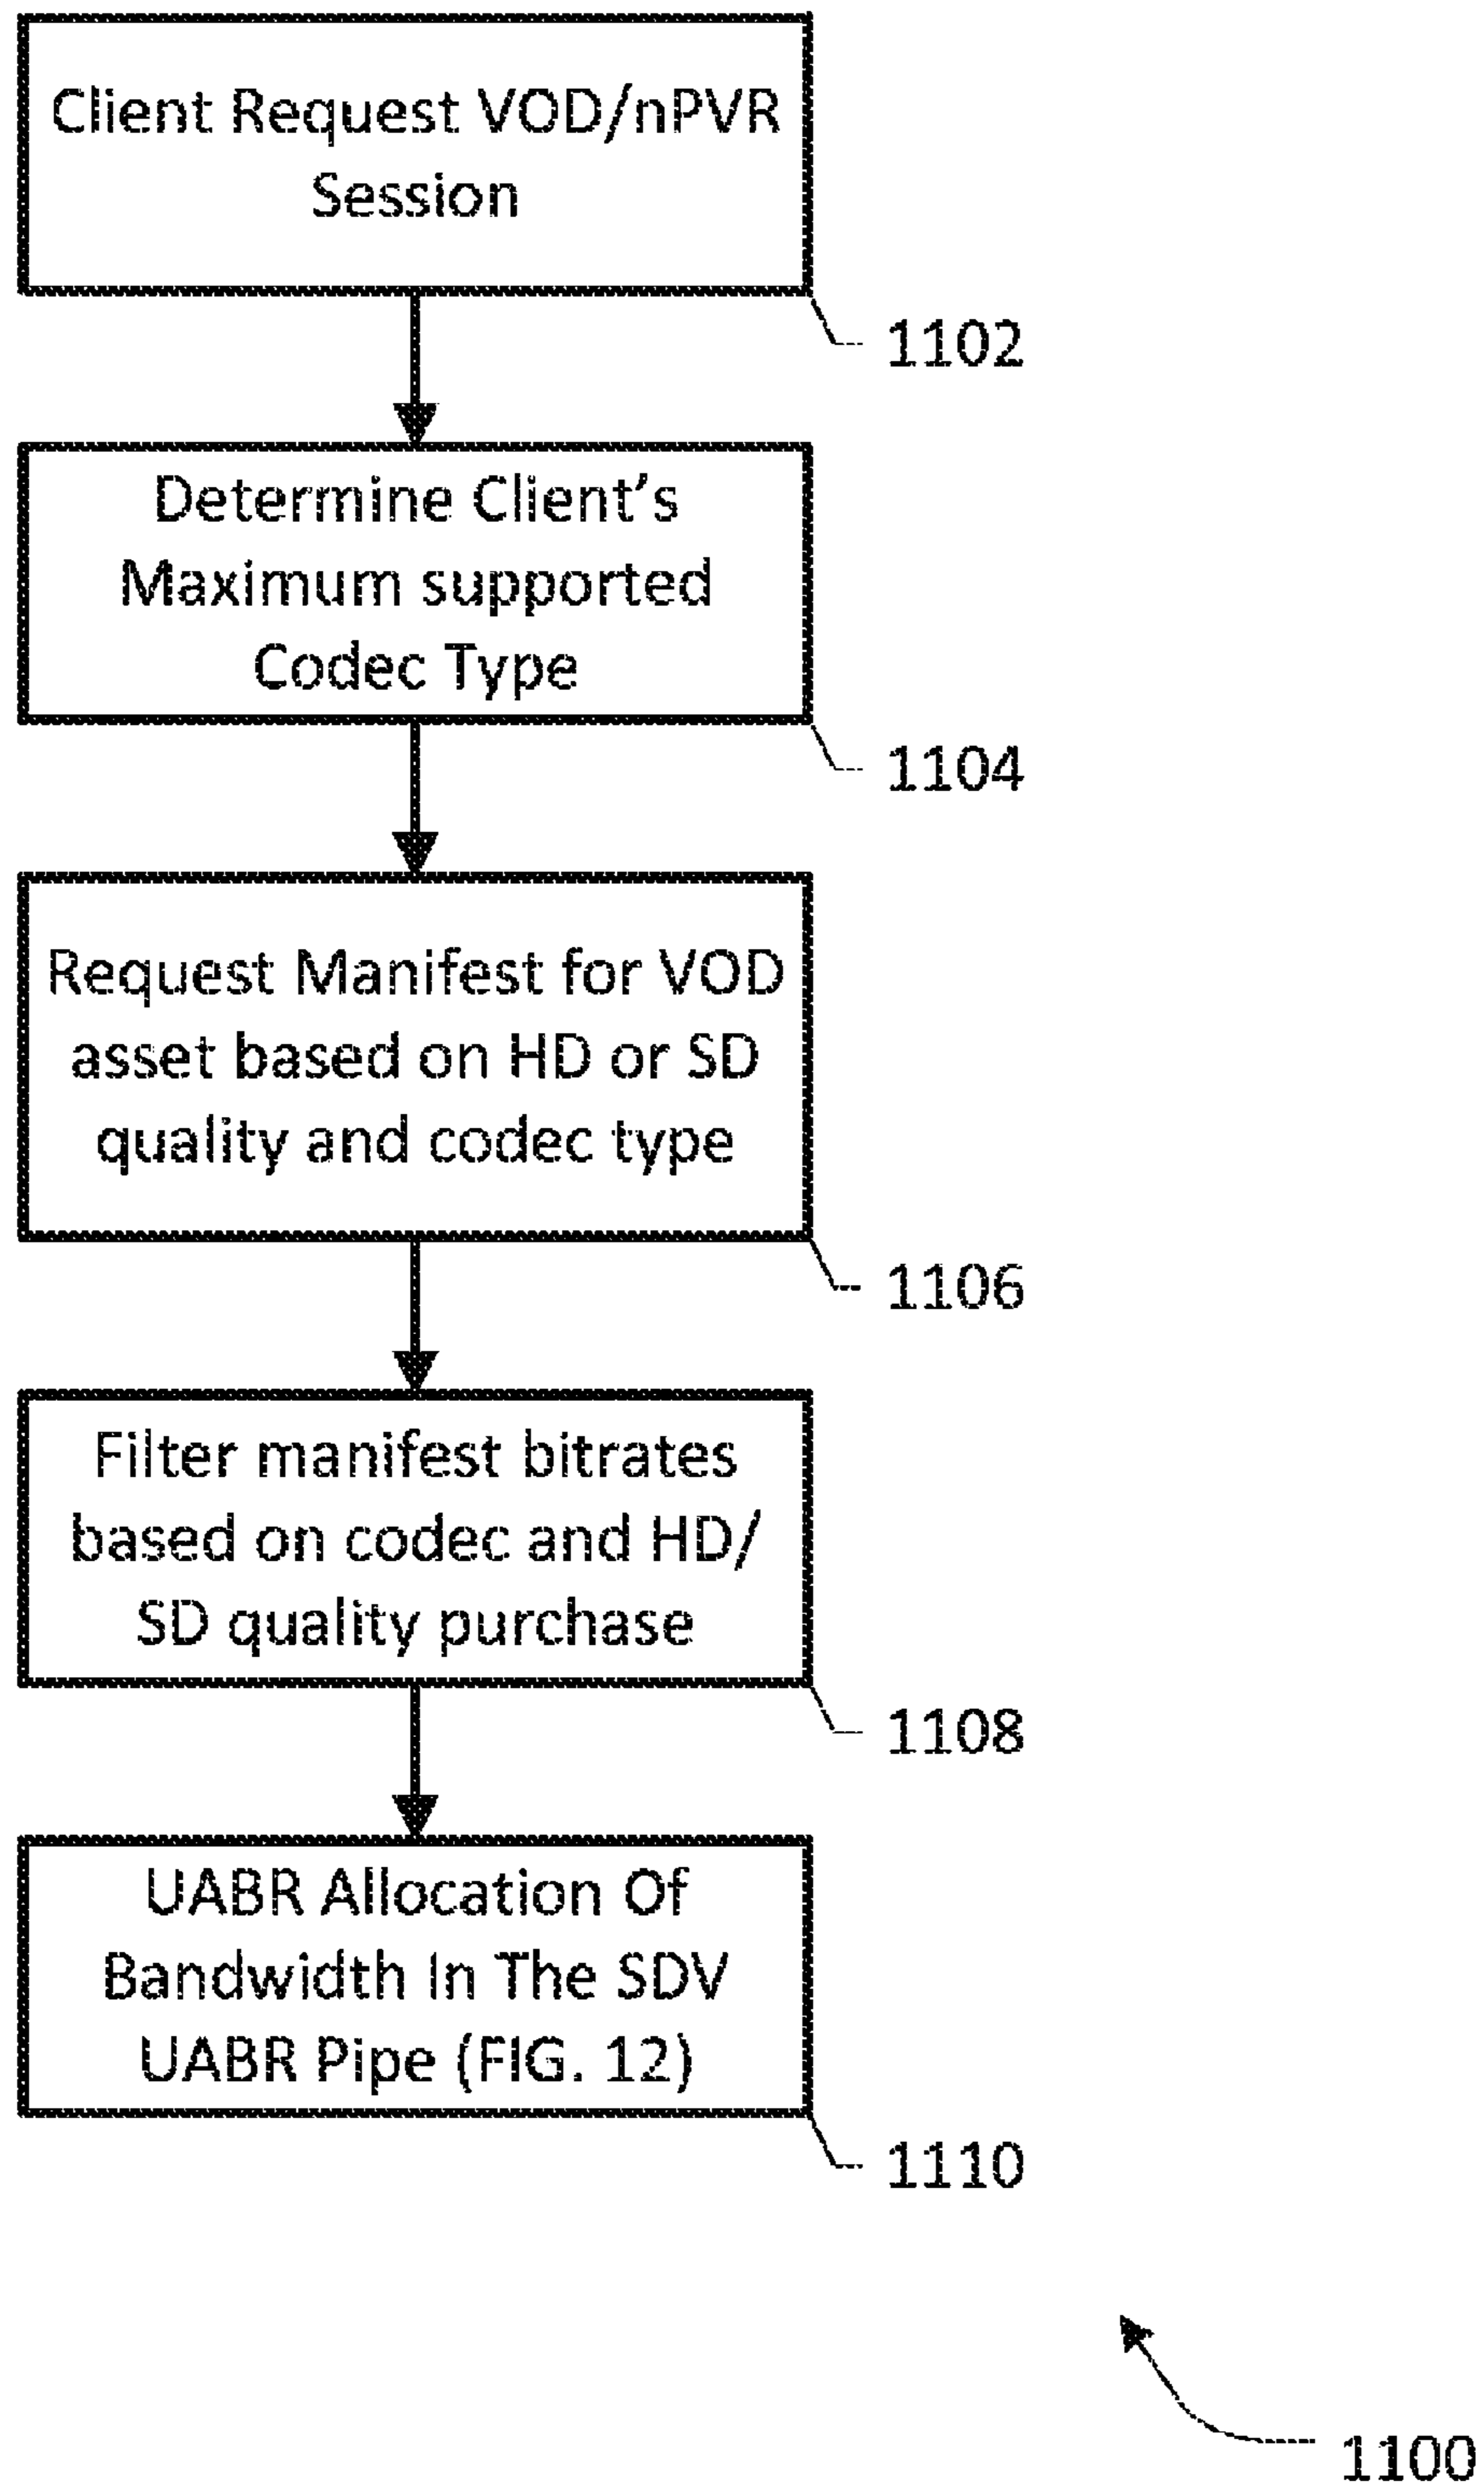 Client Request VOD/nPVR
Session
1102
Determine Client's
Maximum supported
Codec Type
1104
Request Manifest for VOD
asset based on HD or SD
quality and codec type
1106
Filter manifest bitrates
based on codec and HD/
SD quality purchase
1108
UABR Allocation Of
Bandwidth In The SDV
UABR Pipe (FIG. 12)
1110
1100